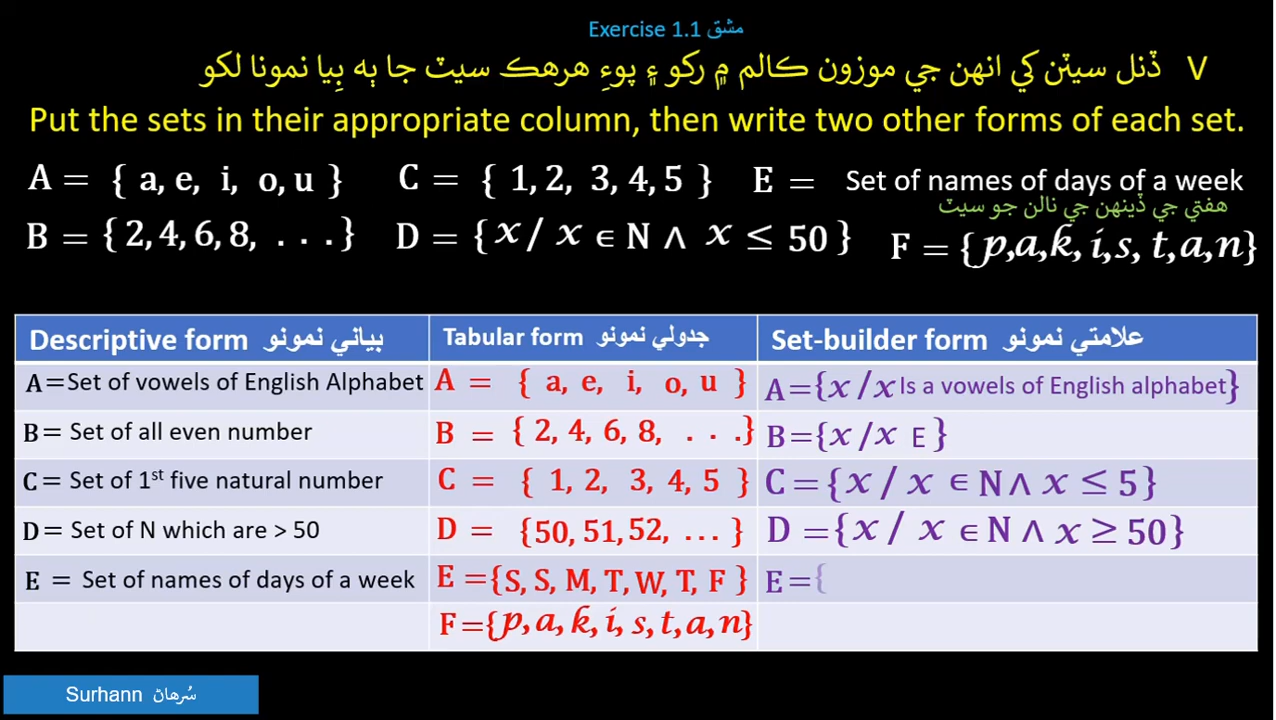 Exercise 1.1 مشق
V ڏنل سيٽن کي انهن جي موزون ڪالم ۾ رکو ۽ پوءِ هرهڪ سيٽ جا ٻه ٻِيا نمونا لکو
Put the sets in their appropriate column, then write two other forms of each set.
A = { a, e, i, o, u } C = { 1, 2, 3, 4, 5 } E = Set of names of days of a week
هفتي جي ڏينهن جي نالن جو سيٽ
B = { 2, 4, 6, 8, . . . } D = { x / x ∈ N ∧ x ≤ 50 } F = {p,a,k,i,s,t,a,n}
Descriptive form بياني نمونو Tabular form جدولي نمونو Set-builder form علامتي نمونو
A=Set of vowels of English Alphabet A = { a, e, i, o, u } A={x /x Is a vowels of English alphabet}
B= Set of all even number B = { 2, 4, 6, 8, . . .} B={x /x E }
C= Set of 1st five natural number C = { 1, 2, 3, 4, 5 } C={x / x ∈ N ∧ x ≤ 5}
D= Set of N which are > 50 D = {50, 51, 52, ... } D ={x / x ∈ N ∧ x ≥ 50}
E = Set of names of days of a week E ={S, S, M, T, W, T, F } E={
F={p,a,k,i,s,t,a,n}
Surhann سُرهاڻ